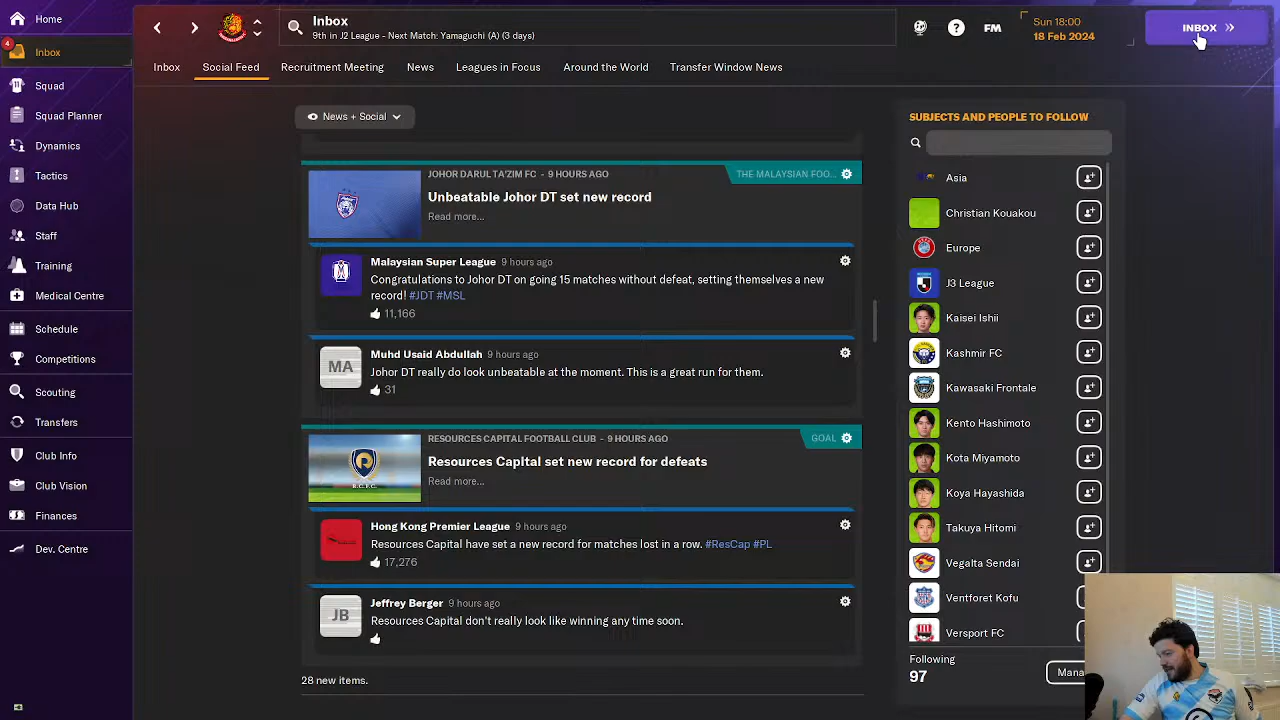 Home
Inbox
9th in J2 League - Next Match: Yamaguchi (A) (3 days)
FM
Sun 18:00
18 Feb 2024
INBOX
4
Inbox
Squad
Squad Planner
Dynamics
Tactics
Data Hub
Staff
Training
Medical Centre
Schedule
Competitions
Scouting
Transfers
Club Info
Club Vision
Finances
Dev. Centre
Inbox
Social Feed
Recruitment Meeting
News
Leagues in Focus
Around the World
Transfer Window News
News + Social
JOHOR DARUL TA'ZIM FC - 9 HOURS AGO
THE MALAYSIAN FOO...
Unbeatable Johor DT set new record
Read more...
Malaysian Super League 9 hours ago
Congratulations to Johor DT on going 15 matches without defeat, setting themselves a new
record! #JDT #MSL
11,166
MA
Muhd Usaid Abdullah 9 hours ago
Johor DT really do look unbeatable at the moment. This is a great run for them.
31
RESOURCES CAPITAL FOOTBALL CLUB - 9 HOURS AGO
GOAL
Resources Capital set new record for defeats
Read more...
R.C.F.C.
Hong Kong Premier League 9 hours ago
Resources Capital have set a new record for matches lost in a row. #ResCap #PL
17,276
JB
Jeffrey Berger 9 hours ago
Resources Capital don't really look like winning any time soon.
28 new items.
SUBJECTS AND PEOPLE TO FOLLOW
Asia
Christian Kouakou
Europe
J3 League
Kaisei Ishii
Kashmir FC
Kawasaki Frontale
Kento Hashimoto
Kota Miyamoto
Koya Hayashida
Takuya Hitomi
Vegalta Sendai
Ventforet Kofu
Versport FC
Following
97
Mana